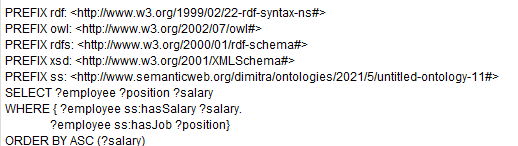 PREFIX rdf: <http://www.w3.org/1999/02/22-rdf-syntax-ns#>
PREFIX owl: <http://www.w3.org/2002/07/owl#>
PREFIX rdfs: <http://www.w3.org/2000/01/rdf-schema#>
PREFIX xsd: <http://www.w3.org/2001/XMLSchema#>
PREFIX ss: <http://www.semanticweb.org/dimitra/ontologies/2021/5/untitled-ontology-11#>
SELECT ?employee ?position ?salary
WHERE { ?employee ss:hasSalary ?salary.
?employee ss:hasJob ?position}
ORDER BY ASC (?salary)